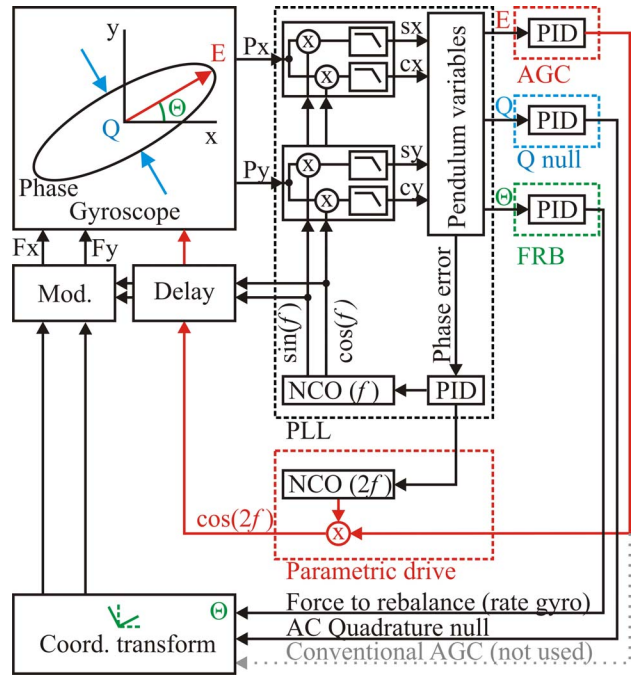 y
E
Θ
Q
x
Phase
Gyroscope
Px
Py
x
x
sx
cx
x
x
sy
cy
Pendulum variables
E
PID
AGC
Q
PID
Q null
Θ
PID
FRB
Fx
Fy
Mod.
Delay
sin(f)
cos(f)
Phase error
NCO (f)
PID
PLL
NCO (2f)
cos(2f)
x
Parametric drive
Θ
Coord. transform
Force to rebalance (rate gyro)
AC Quadrature null
Conventional AGC (not used)